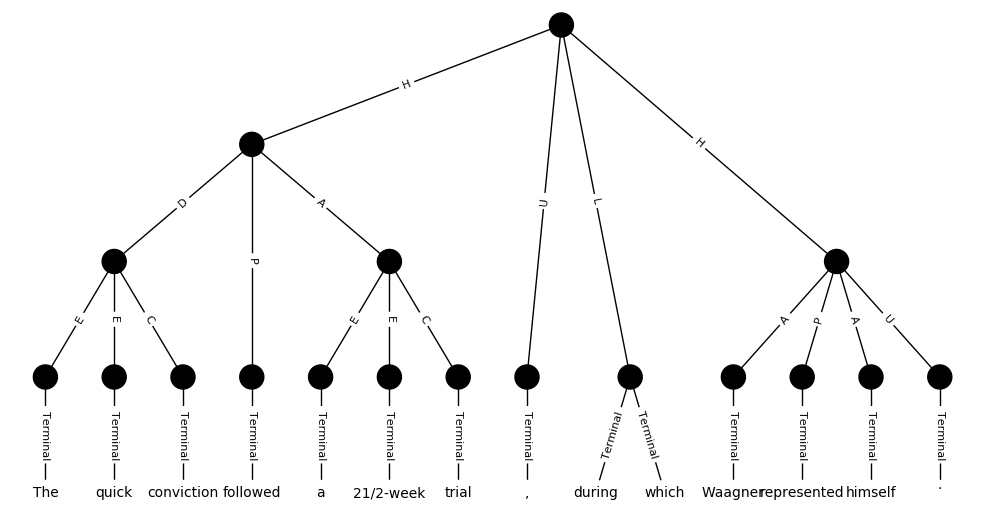 H
H
U
L
D
P
A
E
E
C
E
E
C
A
P
A
U
Terminal Terminal Terminal Terminal Terminal Terminal Terminal Terminal Terminal Terminal Terminal Terminal Terminal Terminal
The quick conviction followed a 21/2-week trial , during which Waagner represented himself .